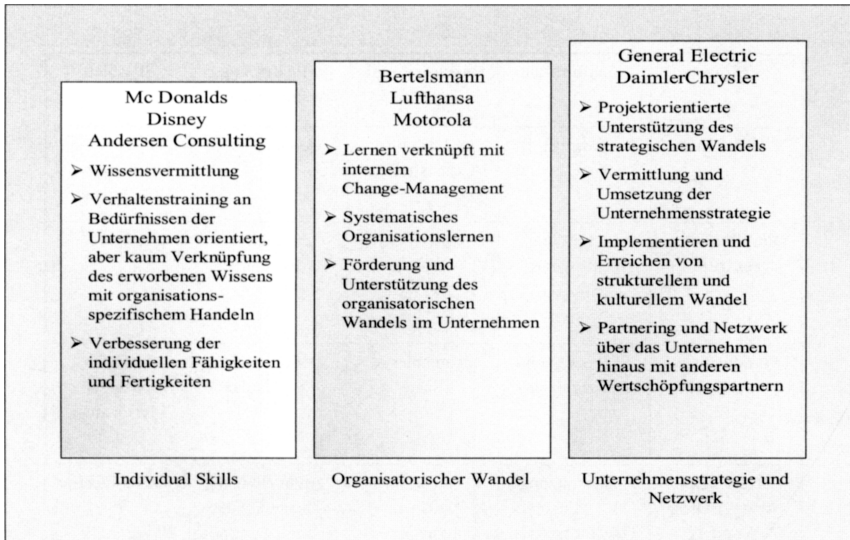 Mc Donalds
Disney
Andersen Consulting
➢ Wissensvermittlung
➢ Verhaltenstraining an
Bedürfnissen der
Unternehmen orientiert,
aber kaum Verknüpfung
des erworbenen Wissens
mit organisations-
spezifischem Handeln
➢ Verbesserung der
individuellen Fähigkeiten
und Fertigkeiten
Individual Skills
Bertelsmann
Lufthansa
Motorola
➢ Lernen verknüpft mit
internem
Change-Management
➢ Systematisches
Organisationslernen
➢ Förderung und
Unterstützung des
organisatorischen
Wandels im Unternehmen
Organisatorischer Wandel
General Electric
DaimlerChrysler
➢ Projektorientierte
Unterstützung des
strategischen Wandels
➢ Vermittlung und
Umsetzung der
Unternehmensstrategie
➢ Implementieren und
Erreichen von
strukturellem und
kulturellem Wandel
➢ Partnering und Netzwerk
über das Unternehmen
hinaus mit anderen
Wertschöpfungspartnern
Unternehmensstrategie und
Netzwerk